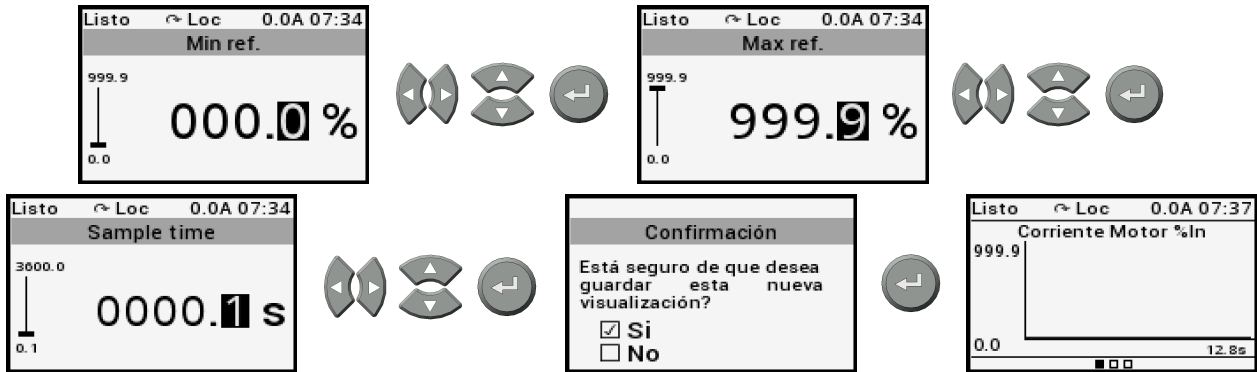 Listo Loc 0.0A 07:34
Min ref.
999.9
000.0 %
0.0
Listo Loc 0.0A 07:34
Max ref.
999.9
999.9 %
0.0
Listo Loc 0.0A 07:34
Sample time
3600.0
0000.1 s
0.1
Confirmación
Está seguro de que desea
guardar esta nueva
visualización?
Si
No
Listo Loc 0.0A 07:37
Corriente Motor %In
999.9
0.0
12.8s